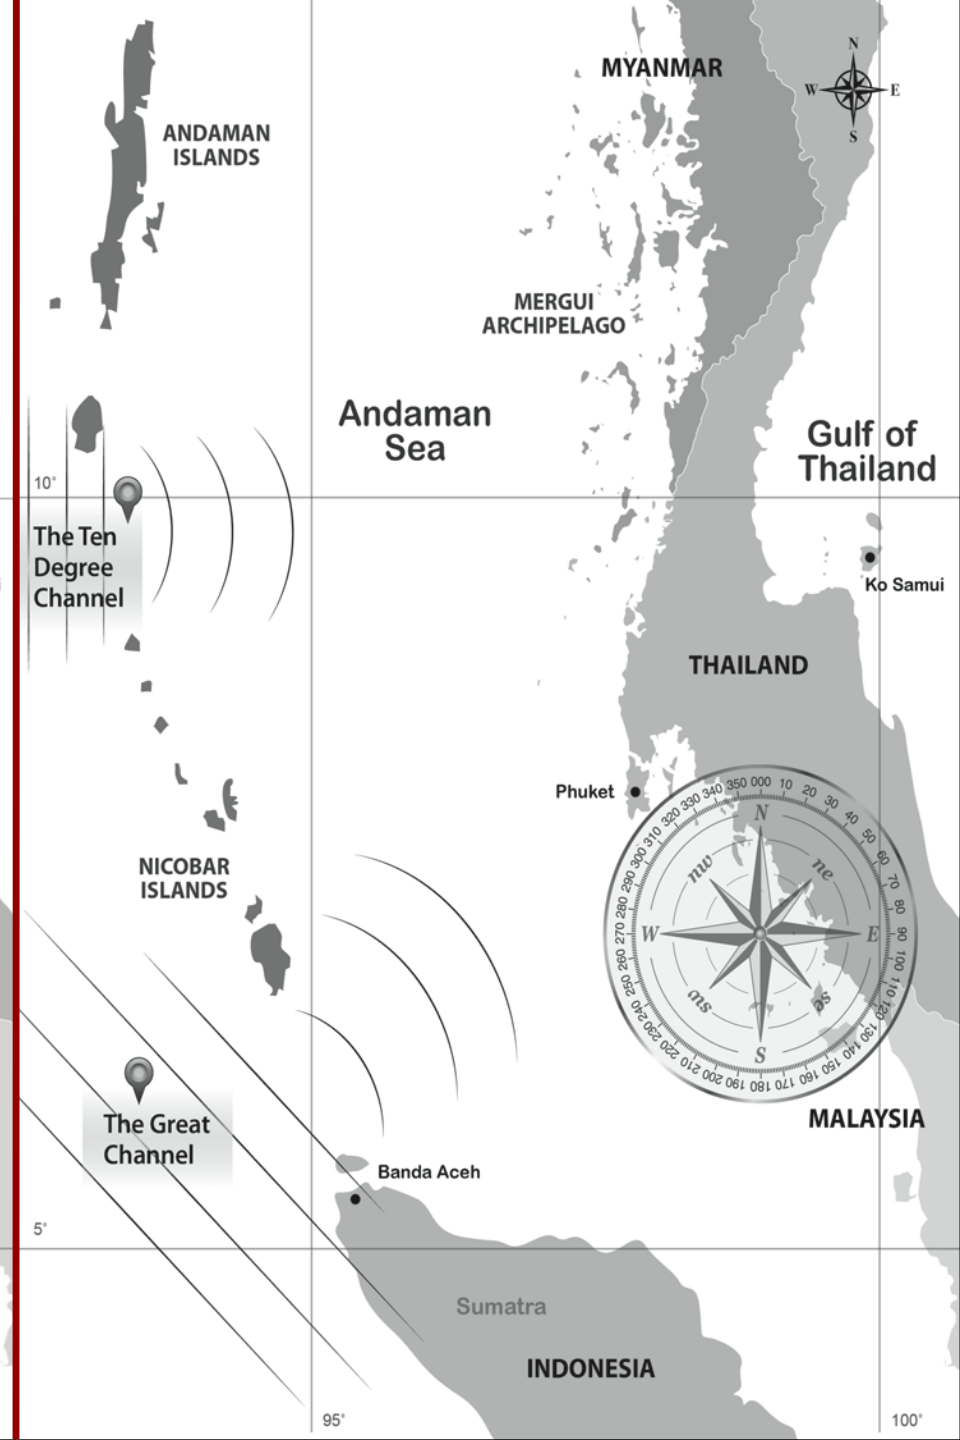 MYANMAR
N
W
E
S
ANDAMAN
ISLANDS
MERGUI
ARCHIPELAGO
Andaman
Sea
Gulf of
Thailand
10°
The Ten
Degree
Channel
Ko Samui
THAILAND
Phuket
000 10 20 30 40 50 60 70 80 90 100 110 120 130 140 150 160 170 180 190 200 210 220 230 240 250 260 270 280 290 300 310 320 330 340 350
N
ne
E
se
S
sw
W
nw
NICOBAR
ISLANDS
The Great
Channel
MALAYSIA
Banda Aceh
5°
Sumatra
INDONESIA
95°
100°